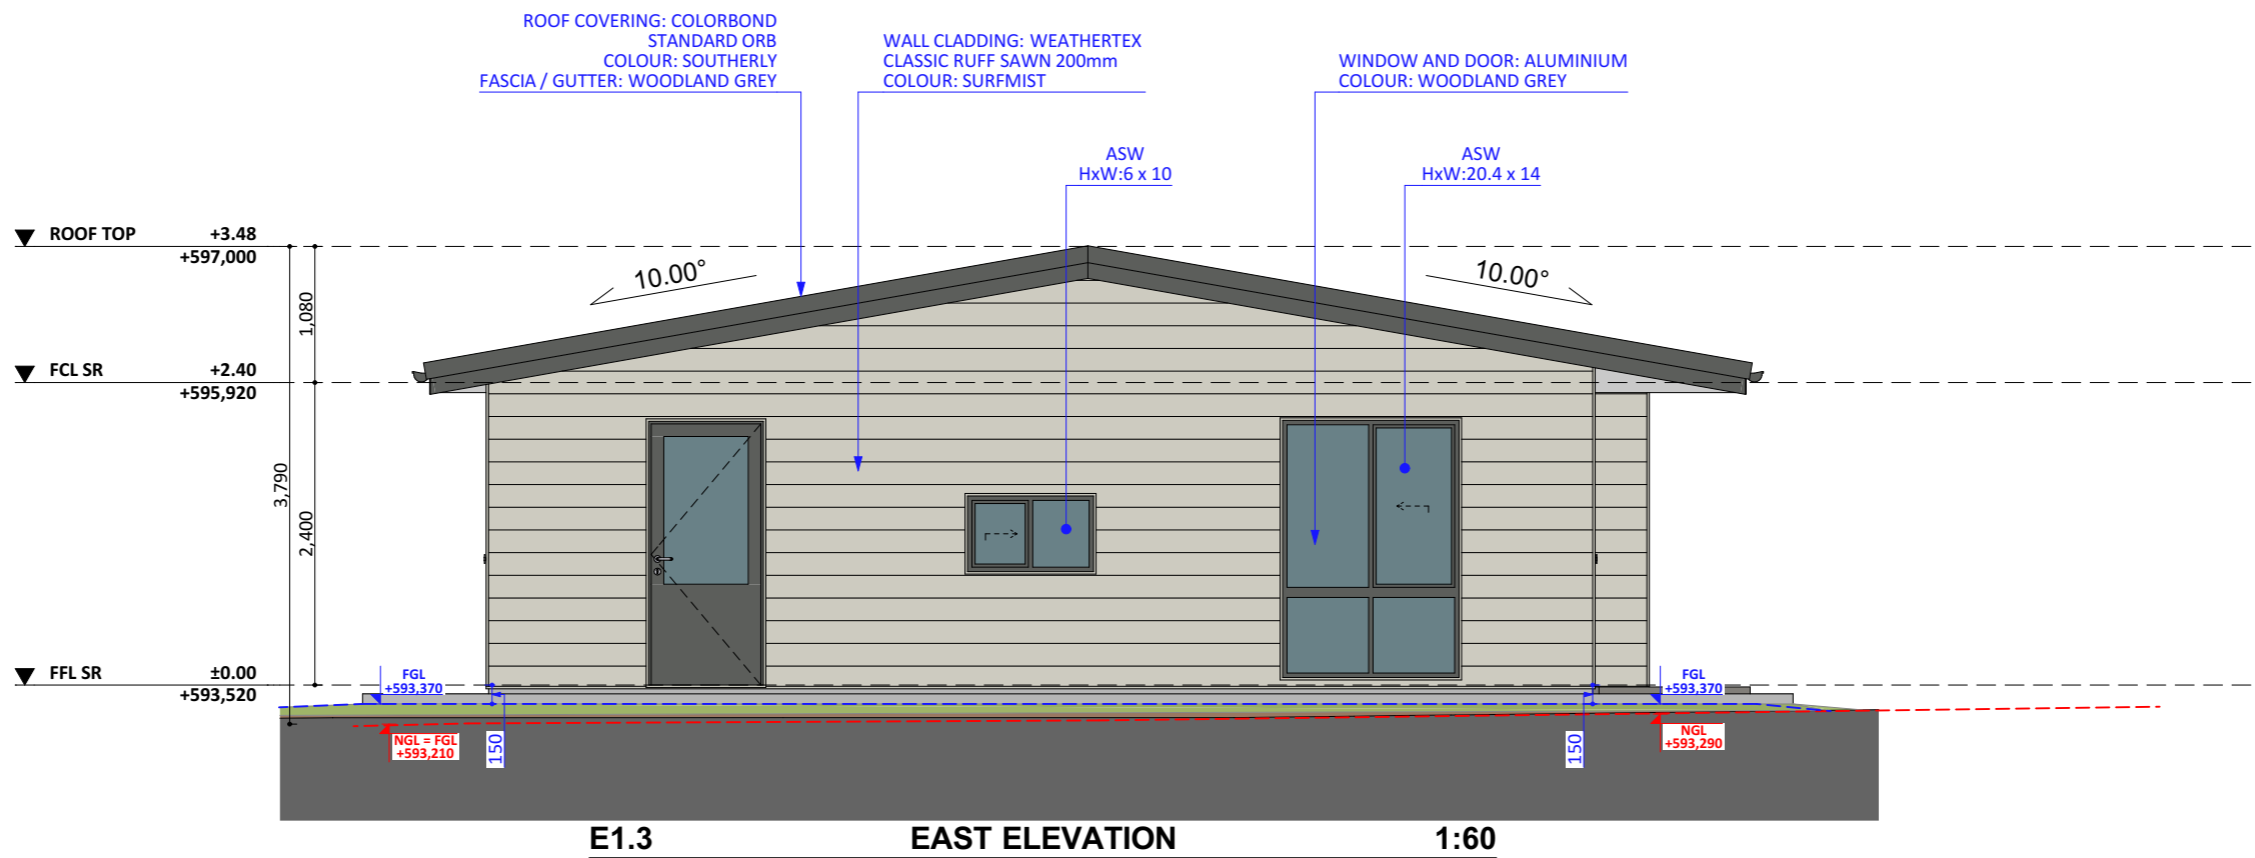 ROOF COVERING: COLORBOND
STANDARD ORB
COLOUR: SOUTHERLY
FASCIA / GUTTER: WOODLAND GREY
WALL CLADDING: WEATHERTEX
CLASSIC RUFF SAWN 200mm
COLOUR: SURFMIST
WINDOW AND DOOR: ALUMINIUM
COLOUR: WOODLAND GREY
ASW
HxW:6 x 10
ASW
HxW:20.4 x 14
ROOF TOP +3.48
+597,000
10.00°
10.00°
1,080
FCL SR +2.40
+595,920
3,790
2,400
FFL SR ±0.00
+593,520
FGL
+593,370
FGL
+593,370
NGL = FGL
+593,210
150
150
NGL
+593,290
E1.3 EAST ELEVATION 1:60